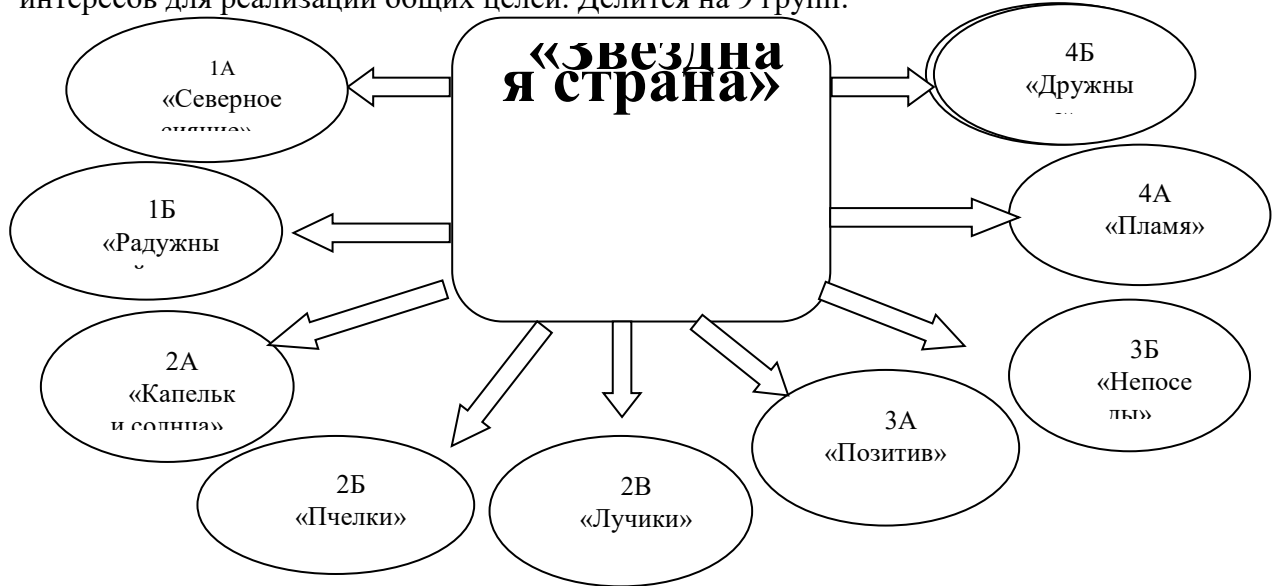 интересов для реализации общих целей. Делится на 9 групп.
«Звездна
я страна»
1А
«Северное
сияние»
4Б
«Дружны
1Б
«Радужны
4А
«Пламя»
2А
«Капельк
и солнца»
3Б
«Непосе
ды»
3А
«Позитив»
2Б
«Пчелки»
2В
«Лучики»